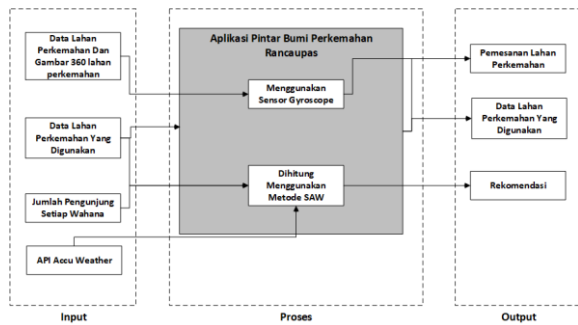 Data Lahan
Perkemahan Dan
Gambar 360 lahan
perkemahan
Data Lahan
Perkemahan Yang
Digunakan
Jumlah Pengunjung
Setiap Wahana
API Accu Weather
Input
Aplikasi Pintar Bumi Perkemahan
Rancaupas
Menggunakan
Sensor Gyroscope
Dihitung
Menggunakan
Metode SAW
Proses
Pemesanan Lahan
Perkemahan
Data Lahan
Perkemahan Yang
Digunakan
Rekomendasi
Output